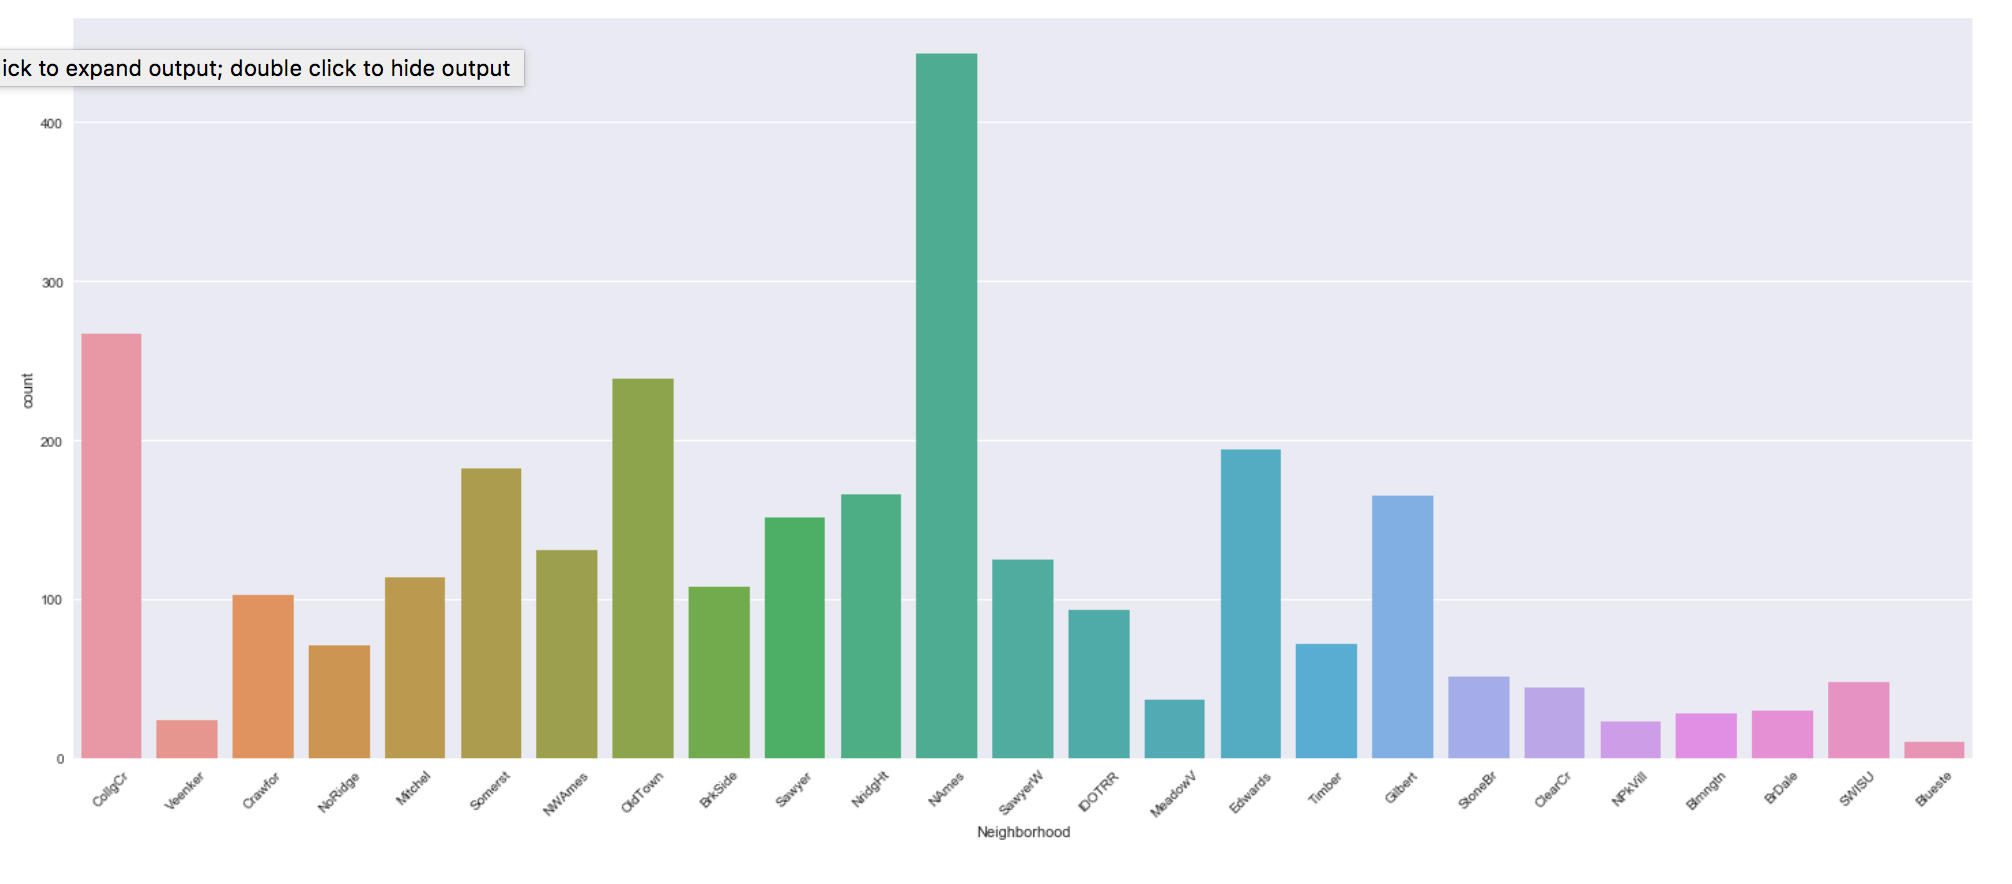 ick to expand output; double click to hide output
400
300
200
100
0
count
CollgCr
Veenker
Crawfor
NoRidge
Mitchel
Somerst
NWAmes
OldTown
BrkSide
Sawyer
NridgHt
NAmes
SawyerW
IDOTRR
MeadowV
Edwards
Timber
Gilbert
StoneBr
ClearCr
NPkVill
Blmngtn
BrDale
SWISU
Blueste
Neighborhood